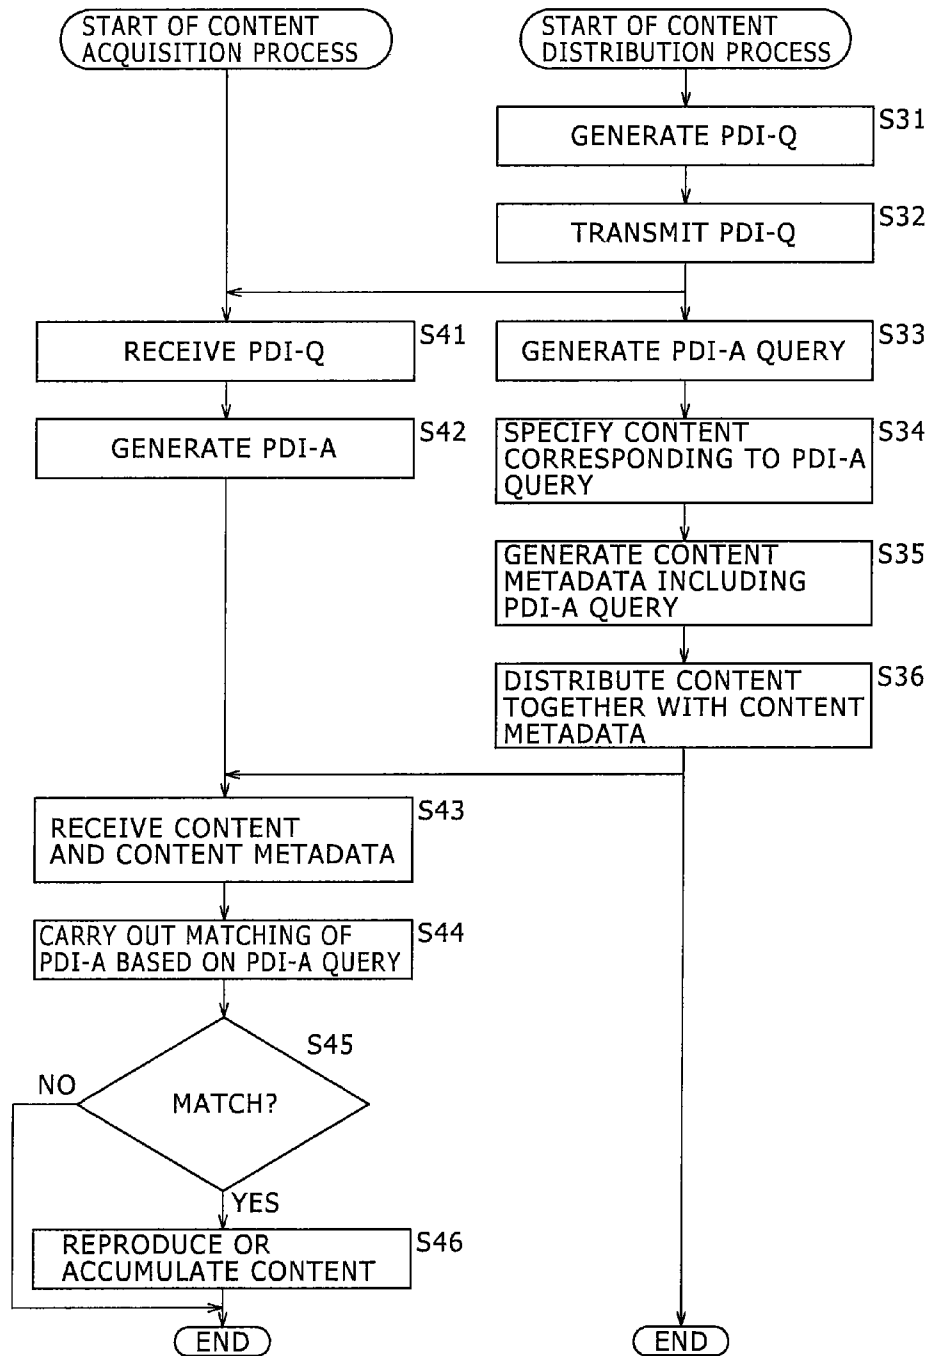 START OF CONTENT
ACQUISITION PROCESS
START OF CONTENT
DISTRIBUTION PROCESS
GENERATE PDI-Q
S31
TRANSMIT PDI-Q
S32
RECEIVE PDI-Q
S41
GENERATE PDI-A QUERY
S33
GENERATE PDI-A
S42
SPECIFY CONTENT
CORRESPONDING TO PDI-A
QUERY
S34
GENERATE CONTENT
METADATA INCLUDING
PDI-A QUERY
S35
DISTRIBUTE CONTENT
TOGETHER WITH CONTENT
METADATA
S36
RECEIVE CONTENT
AND CONTENT METADATA
S43
CARRY OUT MATCHING OF
PDI-A BASED ON PDI-A QUERY
S44
S45
NO
MATCH?
YES
REPRODUCE OR
ACCUMULATE CONTENT
S46
END
END